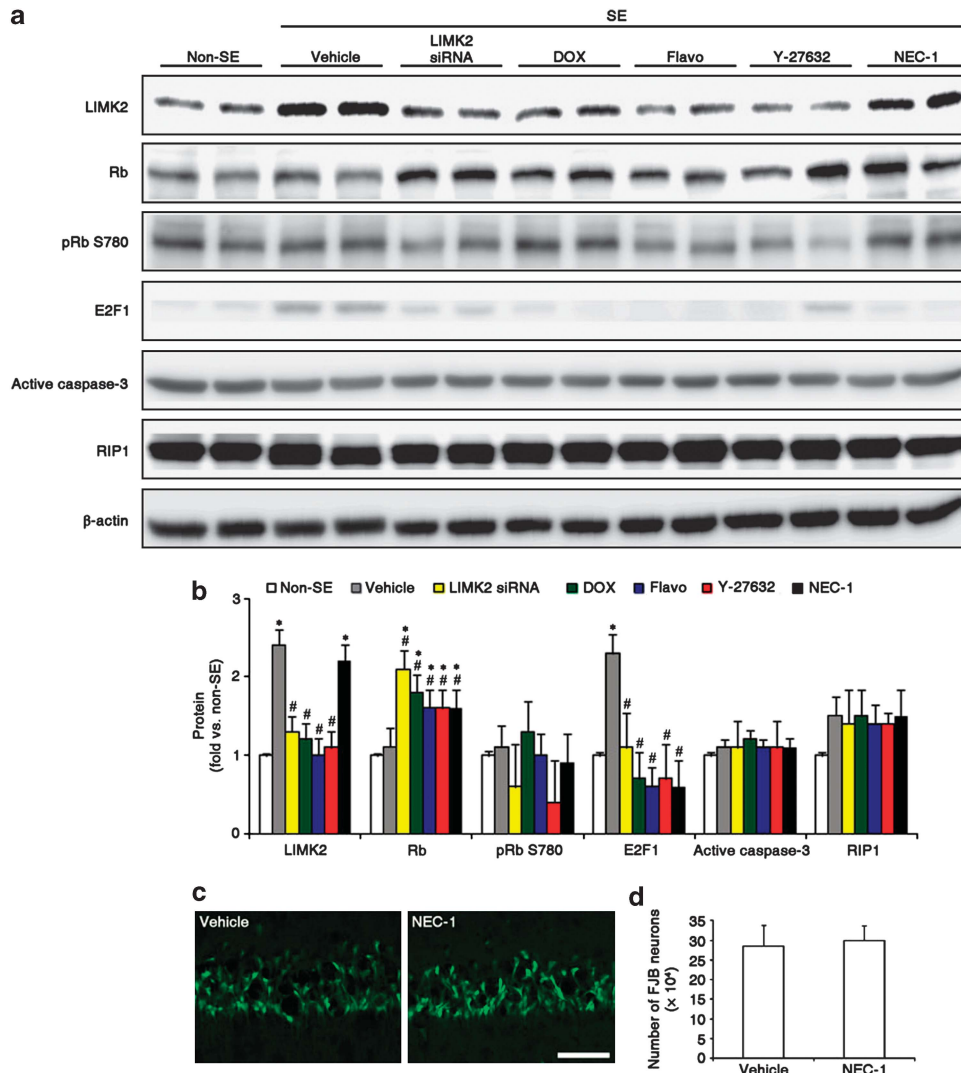 a
SE
Non-SE Vehicle LIMK2 siRNA DOX Flavo Y-27632 NEC-1
LIMK2
Rb
pRb S780
E2F1
Active caspase-3
RIP1
β-actin
b
Non-SE Vehicle LIMK2 siRNA DOX Flavo Y-27632 NEC-1
Protein
(fold vs. non-SE)
3
2
1
0
* # # # # * * # * # * # * # * # * # # # # #
LIMK2 Rb pRb S780 E2F1 Active caspase-3 RIP1
c
Vehicle NEC-1
d
Number of FJB neurons
(× 10⁴)
35
30
25
20
15
10
5
0
Vehicle NEC-1